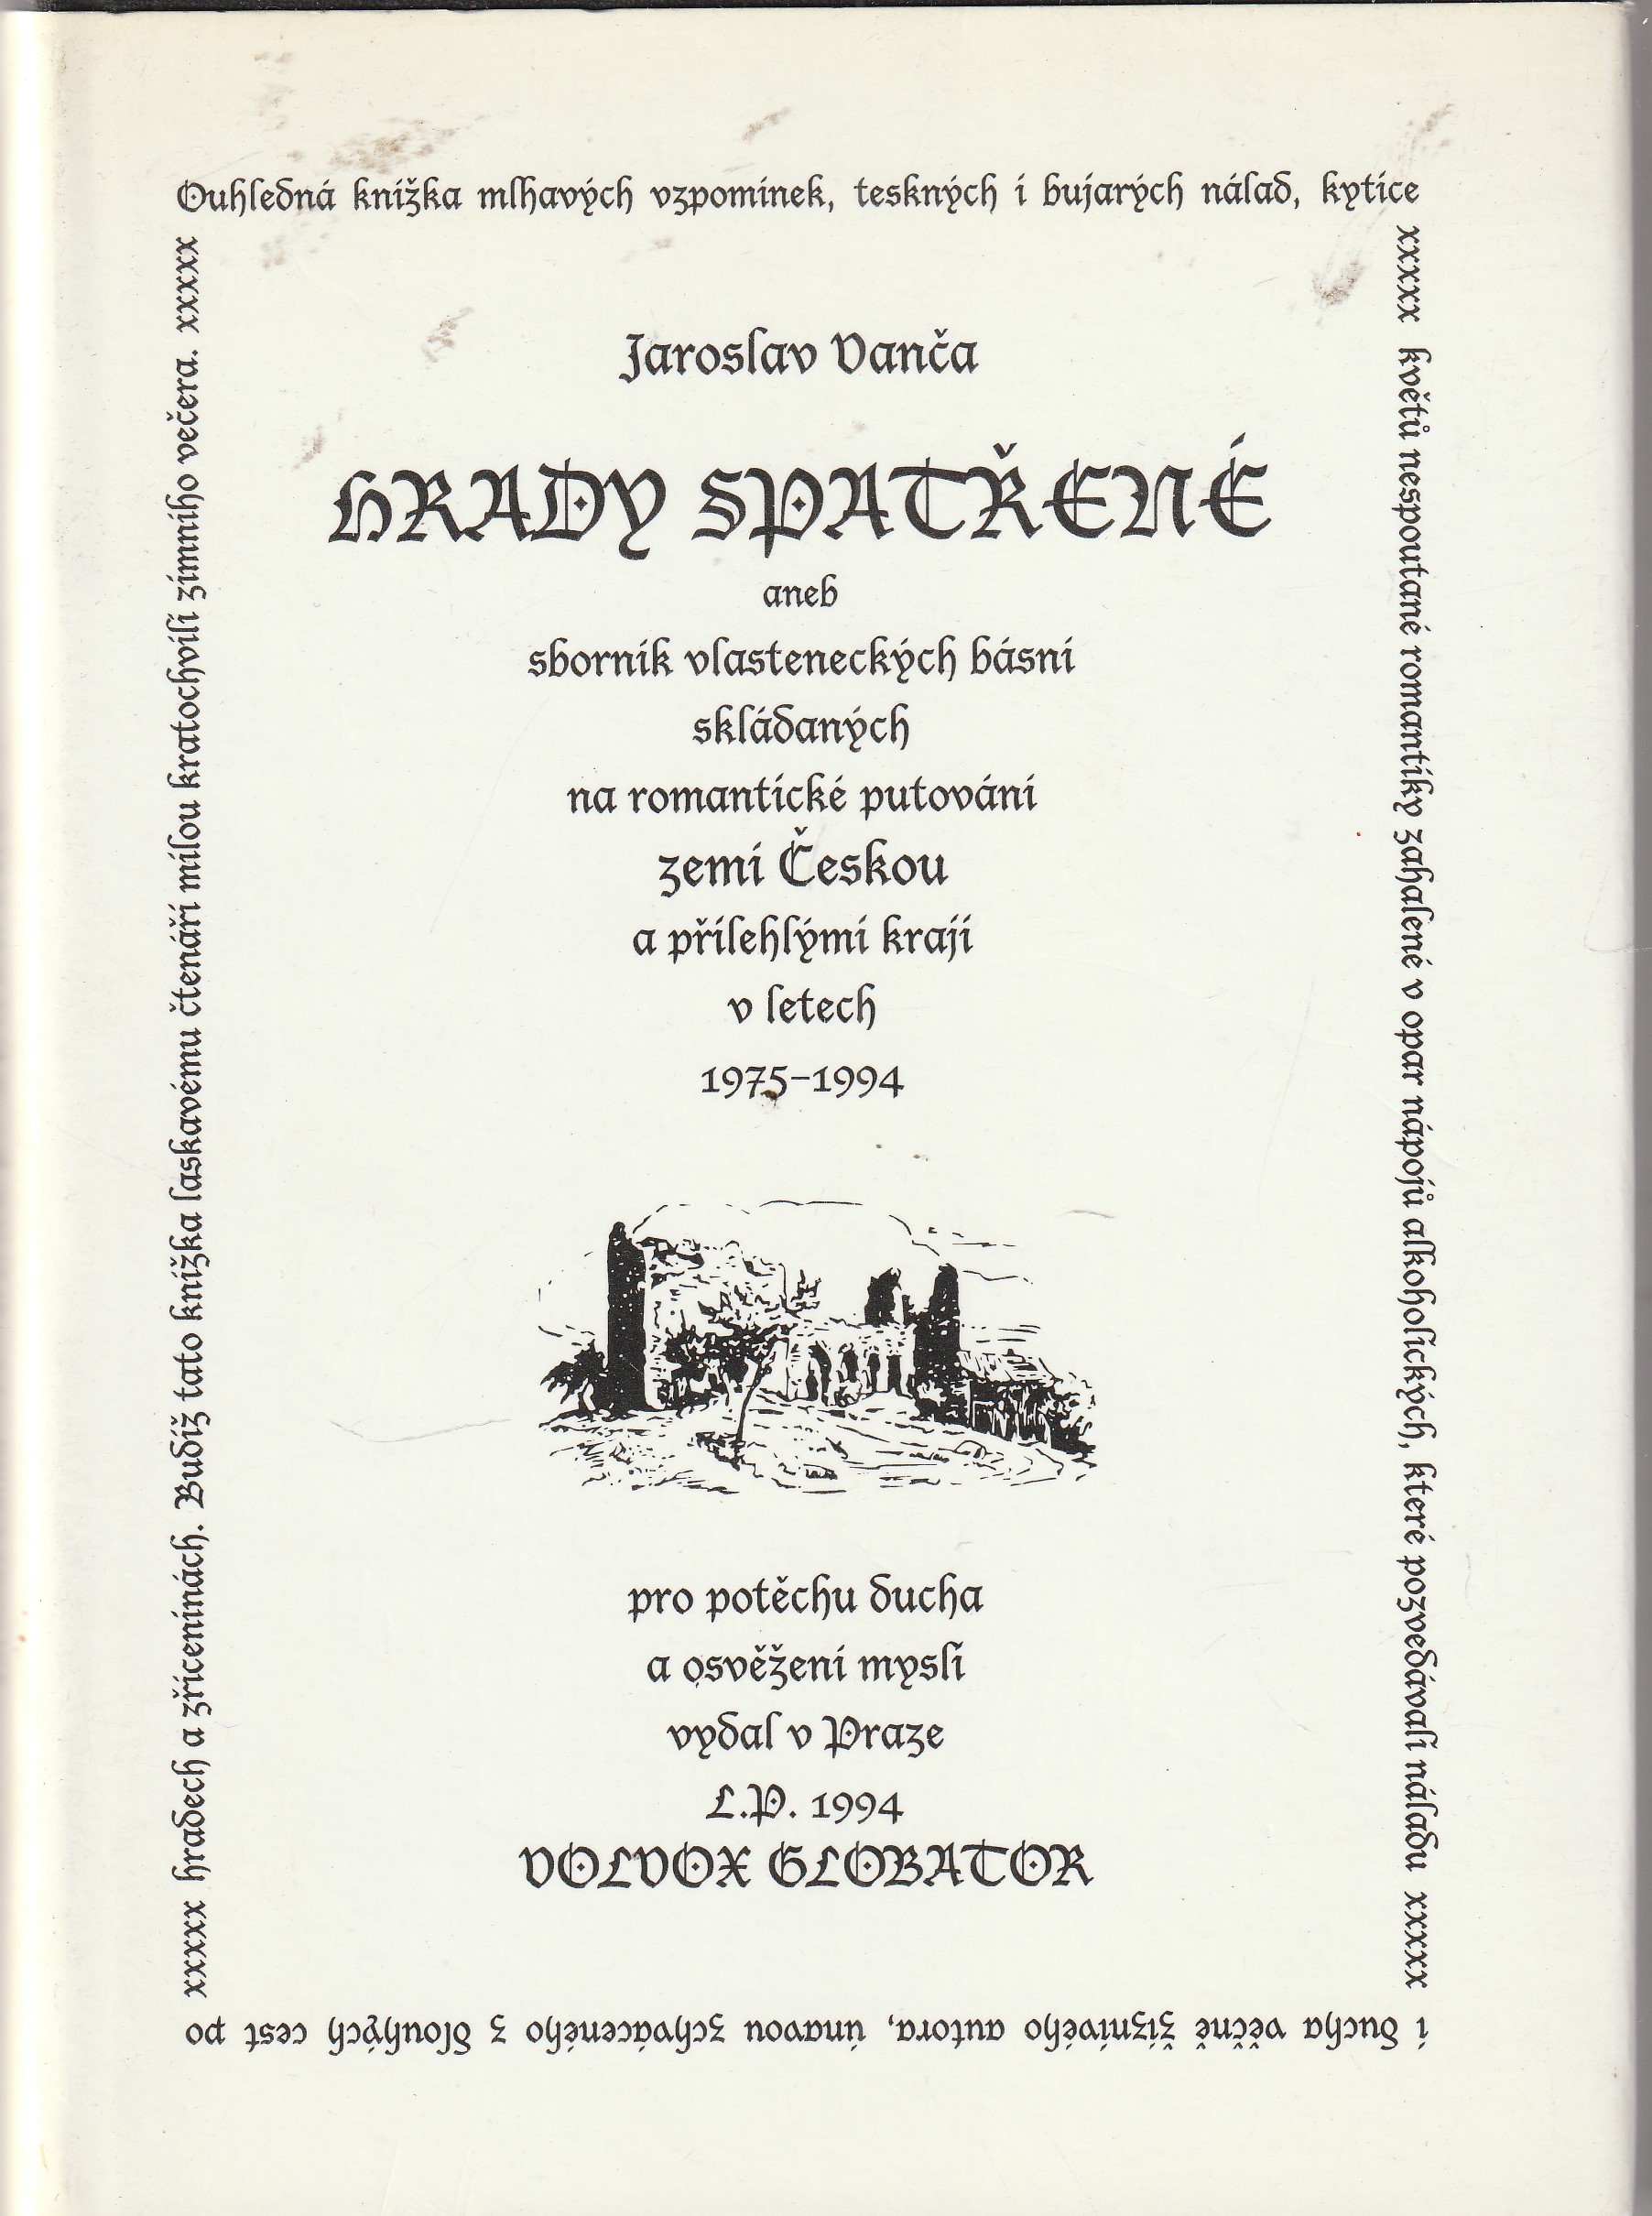 Ouhledná knížka mlhavých vzpomínek, teskných i bujarých nálad, kytice
xxxxx květů nespoutané romantiky zahalené v opar nápojů alkoholických, které pozvedávali náladu xxxxx
i ducha věčně žíznivého autora, únavou zchváceného z dlouhých cest po
xxxxx hradech a zříceninách. Budiž tato knížka laskavému čtenáři milou kratochvílí zimního večera. xxxxx
Jaroslav Vanča
HRADY SPATŘENÉ
aneb
sborník vlasteneckých básní
skládaných
na romantické putování
zemí Českou
a přilehlými kraji
v letech
1975-1994
pro potěchu ducha
a osvěžení mysli
vydal v Praze
L.P. 1994
VOLVOX GLOBATOR